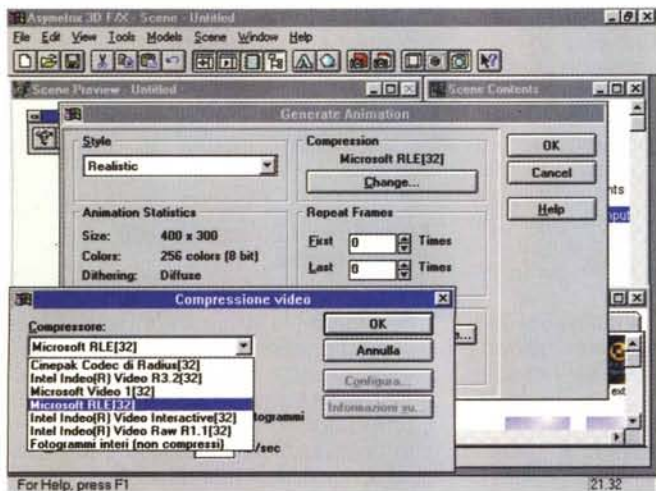 Asymetrix 3D F/X - Scene - Untitled
File Edit View Tools Models Scene Window Help
Scene Preview - Untitled
Scene Contents
Generate Animation
Style
Realistic
Compression
Microsoft RLE[32]
Change...
OK
Cancel
Help
Animation Statistics
Size: 400 x 300
Colors: 256 colors (8 bit)
Dithering: Diffuse
Repeat Frames
First 0 Times
Last 0 Times
Compressione video
Compressore:
Microsoft RLE[32]
Cinepak Codec di Radius[32]
Intel Indeo(R) Video R3.2[32]
Microsoft Video 1[32]
Microsoft RLE[32]
Intel Indeo(R) Video Interactive[32]
Intel Indeo(R) Video Raw R1.1[32]
Fotogrammi interi (non compressi)
OK
Annulla
Configura...
Informazioni su...
/sec
ext
For Help, press F1
21.32